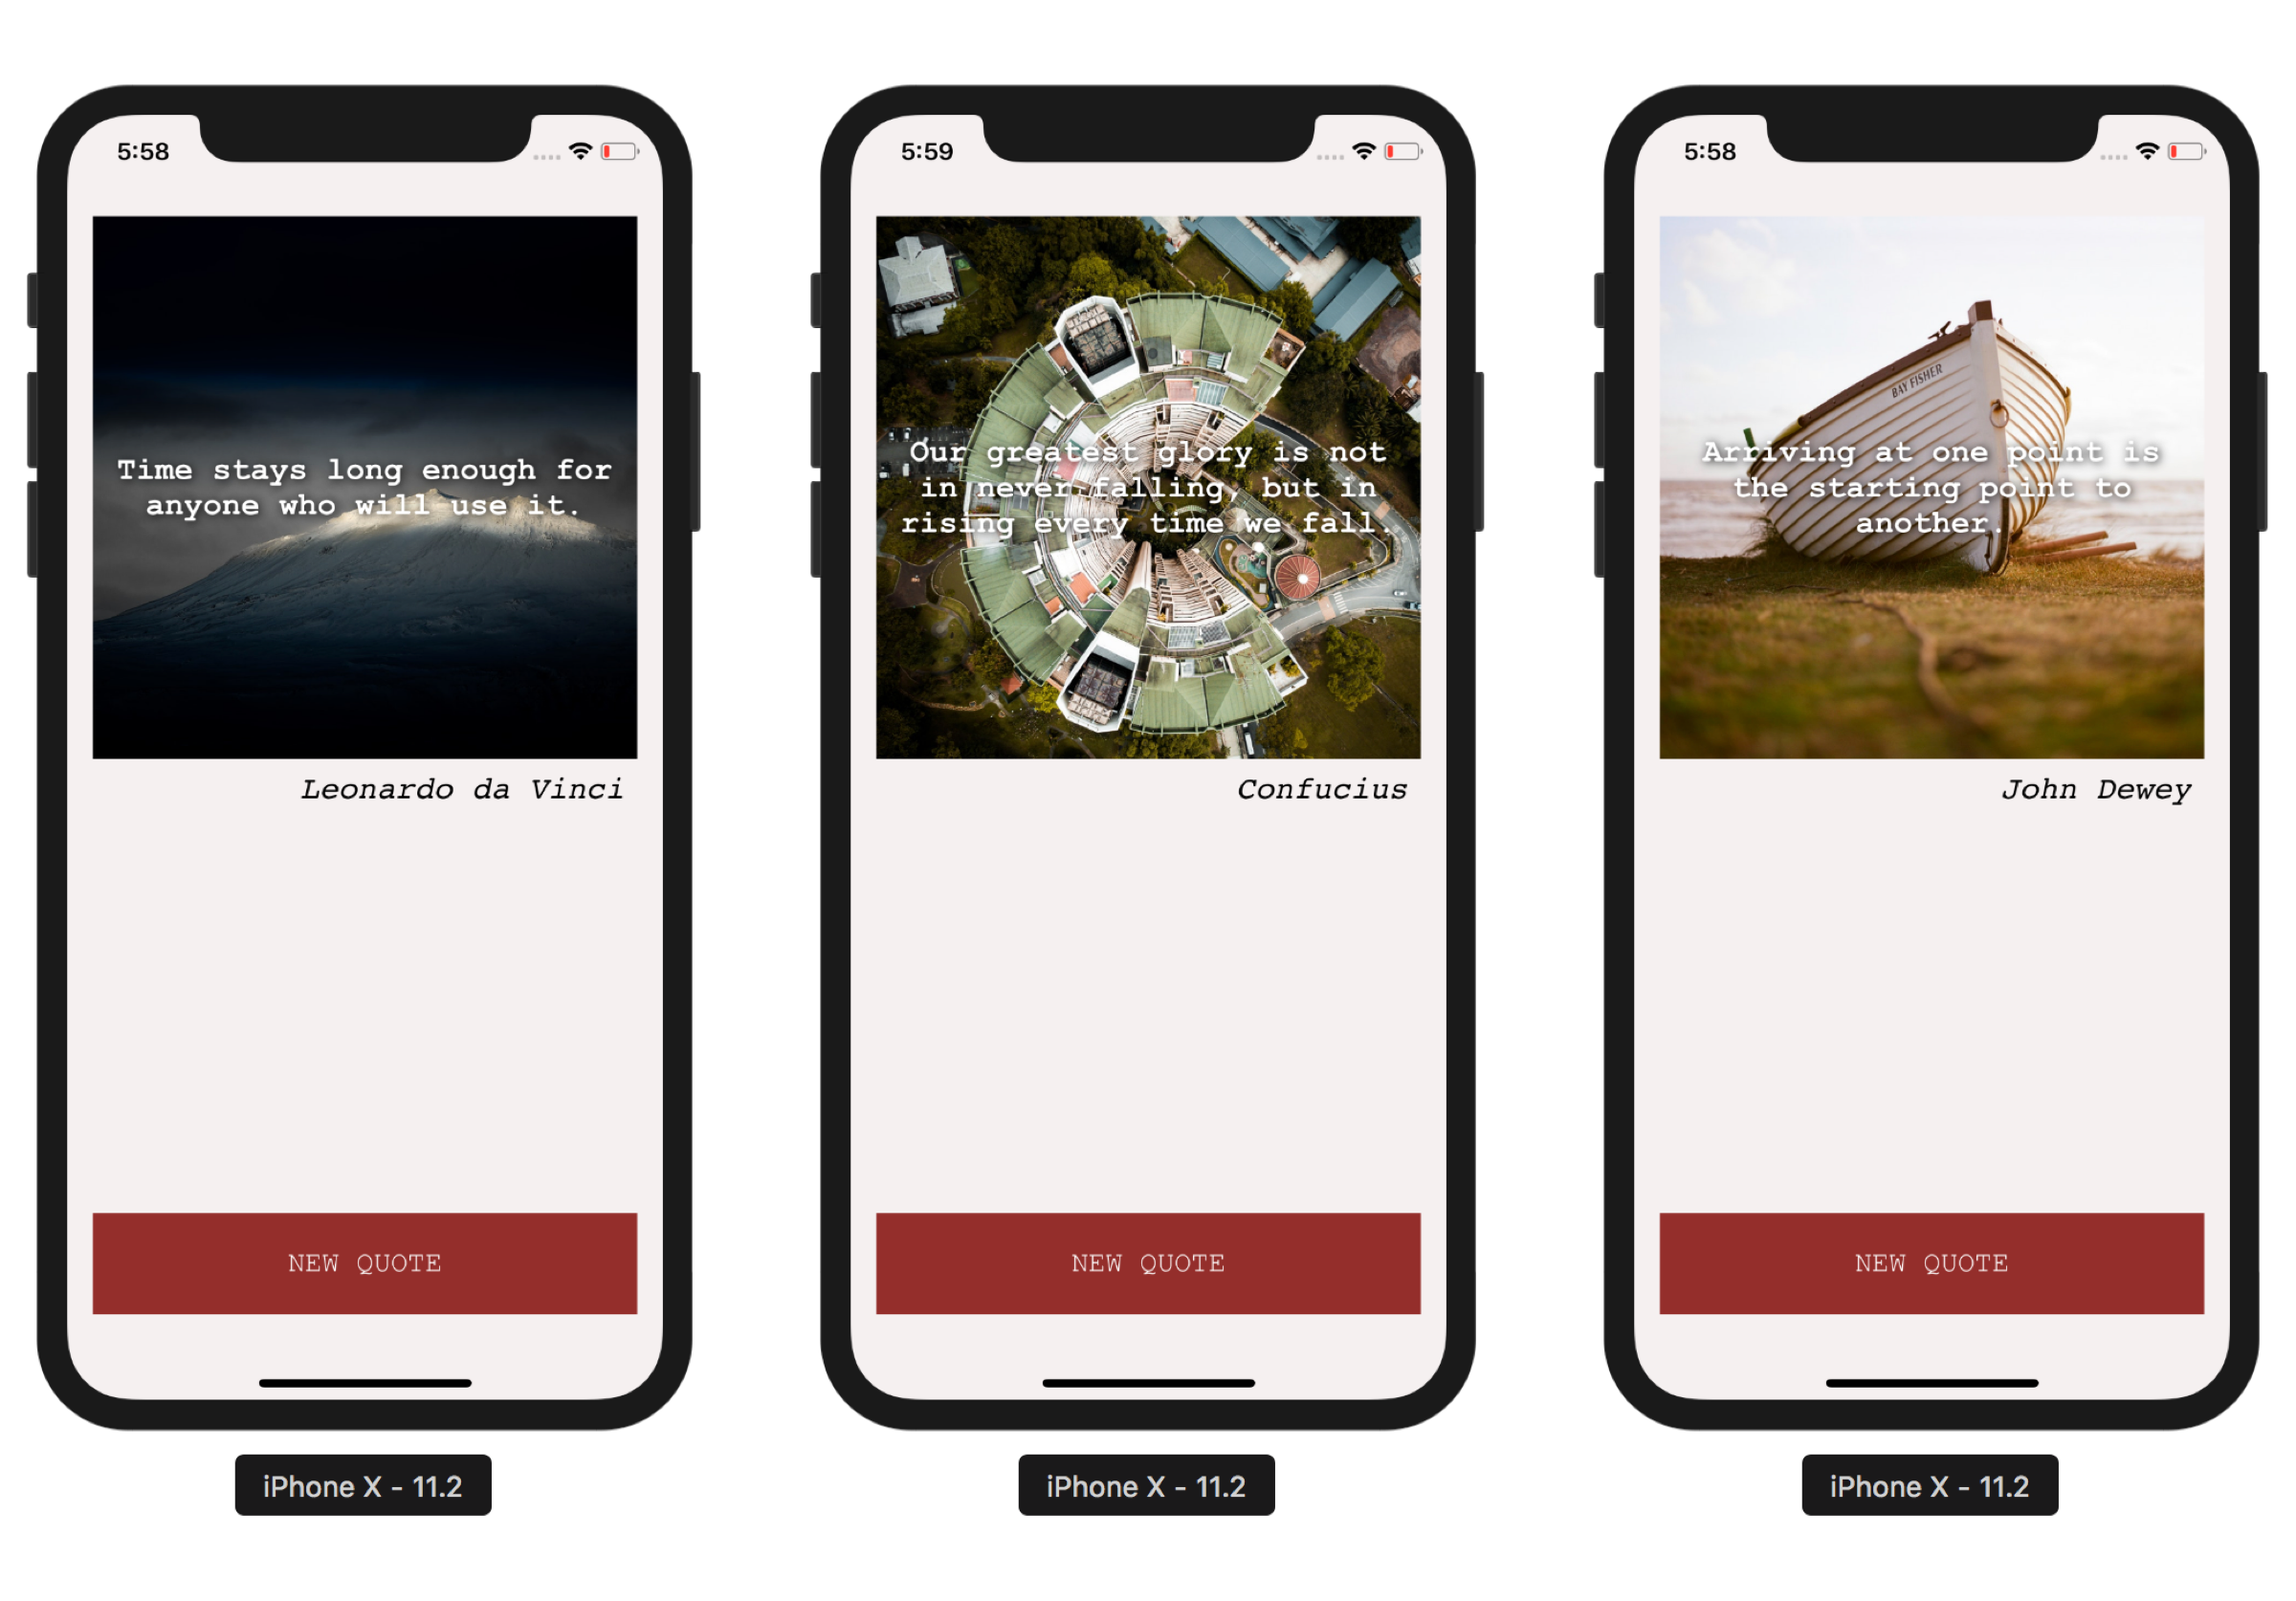 5:58
Time stays long enough for
anyone who will use it.
Leonardo da Vinci
NEW QUOTE
iPhone X - 11.2
5:59
Our greatest glory is not
in never falling, but in
rising every time we fall.
Confucius
NEW QUOTE
iPhone X - 11.2
5:58
BAY FISHER
Arriving at one point is
the starting point to
another.
John Dewey
NEW QUOTE
iPhone X - 11.2